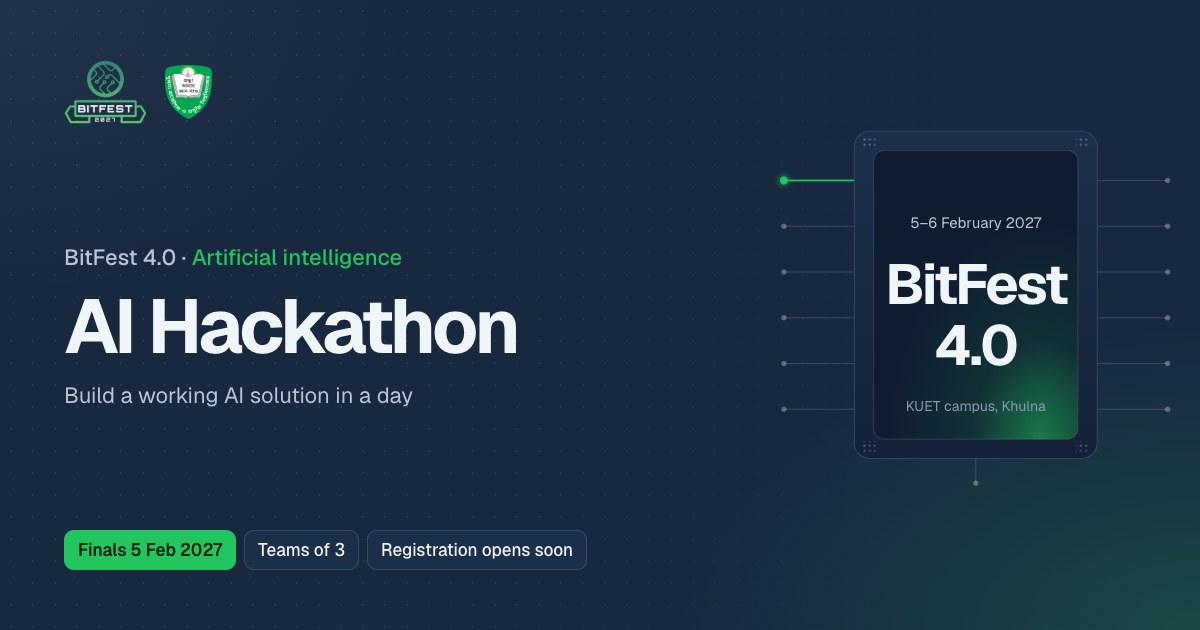 BITFEST
2027
BitFest 4.0 · Artificial intelligence
AI Hackathon
Build a working AI solution in a day
Finals 5 Feb 2027
Teams of 3
Registration opens soon
5–6 February 2027
BitFest
4.0
KUET campus, Khulna